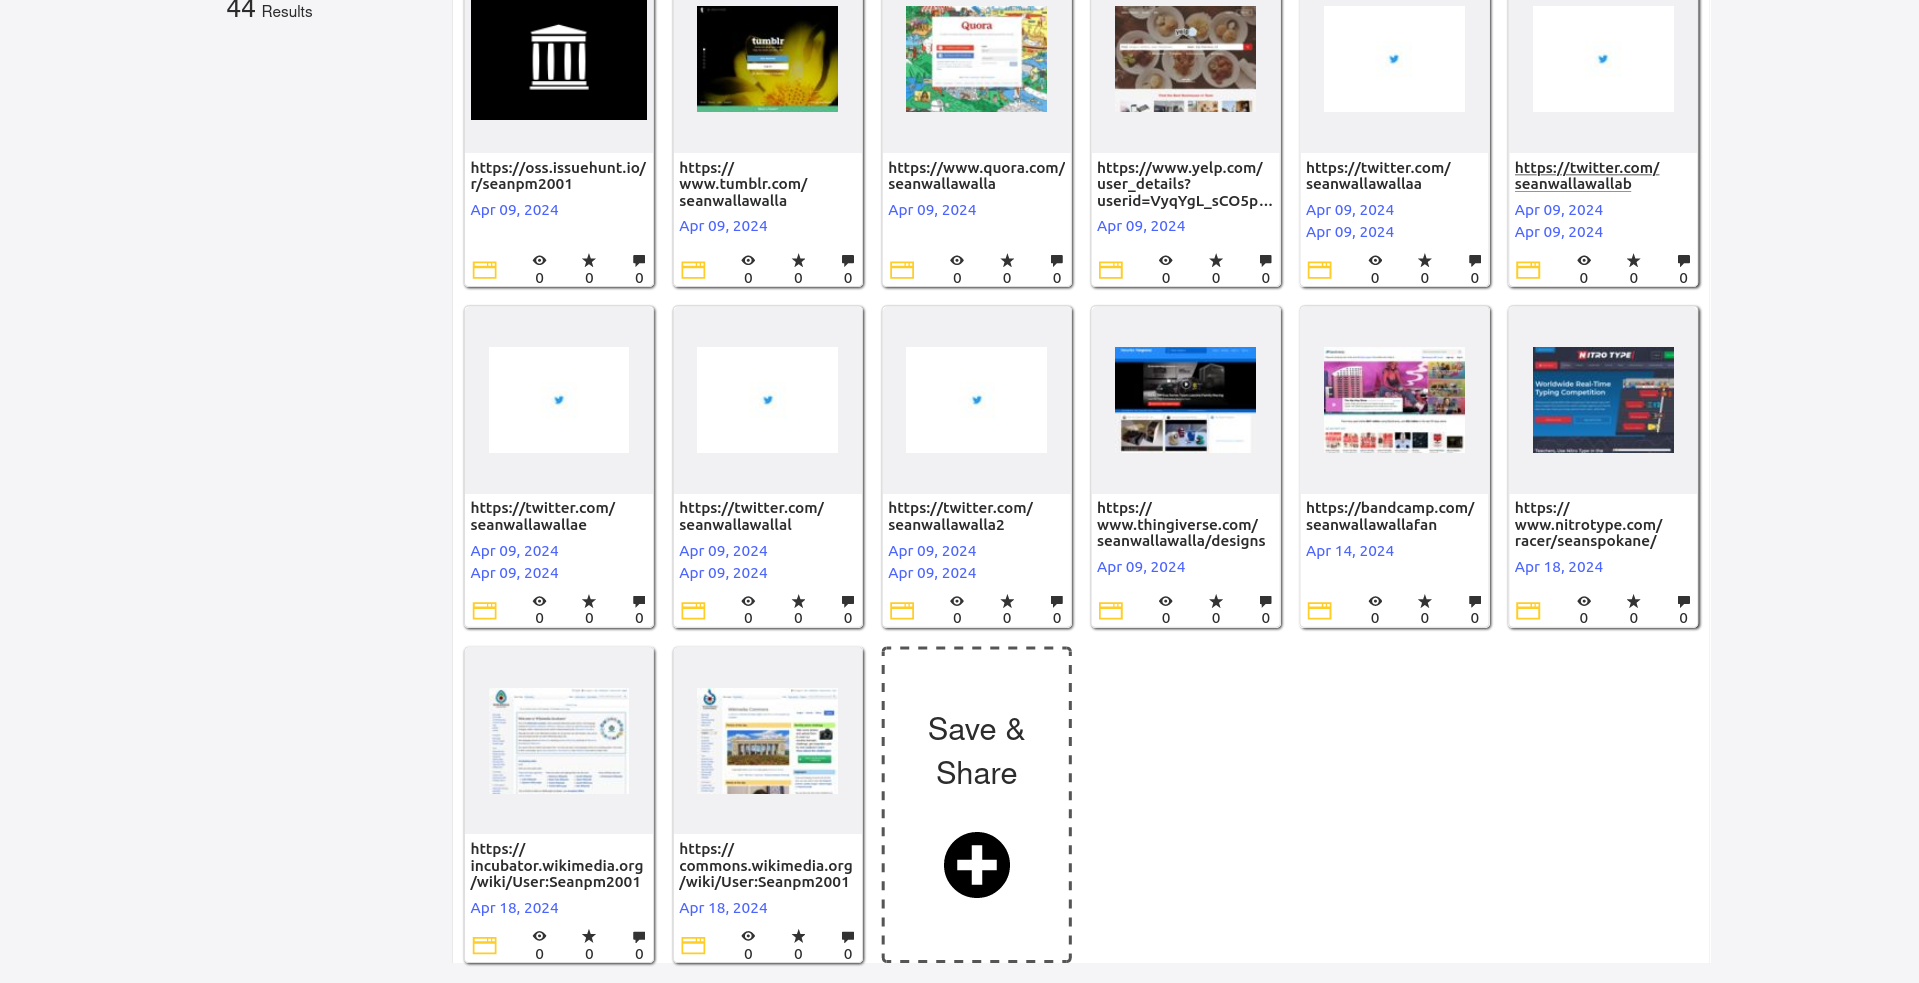 44 Results
tumblr
Quora
yelp
https://oss.issuehunt.io/
r/seanpm2001
Apr 09, 2024
0 0 0
https://
www.tumblr.com/
seanwallawalla
Apr 09, 2024
0 0 0
https://www.quora.com/
seanwallawalla
Apr 09, 2024
0 0 0
https://www.yelp.com/
user_details?
userid=VyqYgL_sCO5p...
Apr 09, 2024
0 0 0
https://twitter.com/
seanwallawallaa
Apr 09, 2024
Apr 09, 2024
0 0 0
https://twitter.com/
seanwallawallab
Apr 09, 2024
Apr 09, 2024
0 0 0
https://twitter.com/
seanwallawallae
Apr 09, 2024
Apr 09, 2024
0 0 0
https://twitter.com/
seanwallawallal
Apr 09, 2024
Apr 09, 2024
0 0 0
https://twitter.com/
seanwallawalla2
Apr 09, 2024
Apr 09, 2024
0 0 0
https://
www.thingiverse.com/
seanwallawalla/designs
Apr 09, 2024
0 0 0
https://bandcamp.com/
seanwallawallafan
Apr 14, 2024
0 0 0
NITRO TYPE
Worldwide Real-Time
Typing Competition
https://
www.nitrotype.com/
racer/seanspokane/
Apr 18, 2024
0 0 0
https://
incubator.wikimedia.org
/wiki/User:Seanpm2001
Apr 18, 2024
0 0 0
Wikimedia Commons
https://
commons.wikimedia.org
/wiki/User:Seanpm2001
Apr 18, 2024
0 0 0
Save &
Share